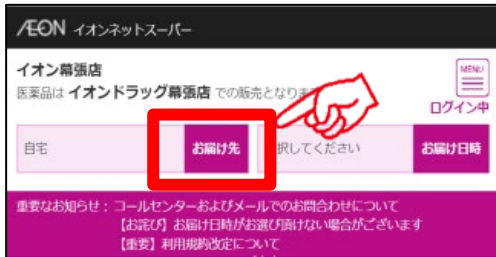 ÆON イオンネットスーパー
イオン幕張店
医薬品は イオンドラッグ幕張店 での販売となりま
MENU
ログイン中
自宅 お届け先 択してください お届け日時
重要なお知らせ：コールセンターおよびメールでのお問合わせについて
【お詫び】お届け日時がお選び頂けない場合がございます
【重要】利用規約改定について